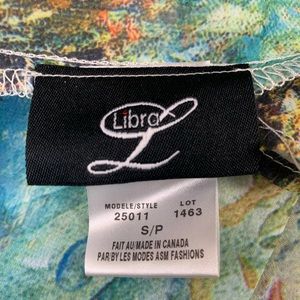 Libra
L
MODELE/STYLE LOT
25011 1463
S/P
FAIT AU/MADE IN CANADA
PAR/BY LES MODES ASM FASHIONS